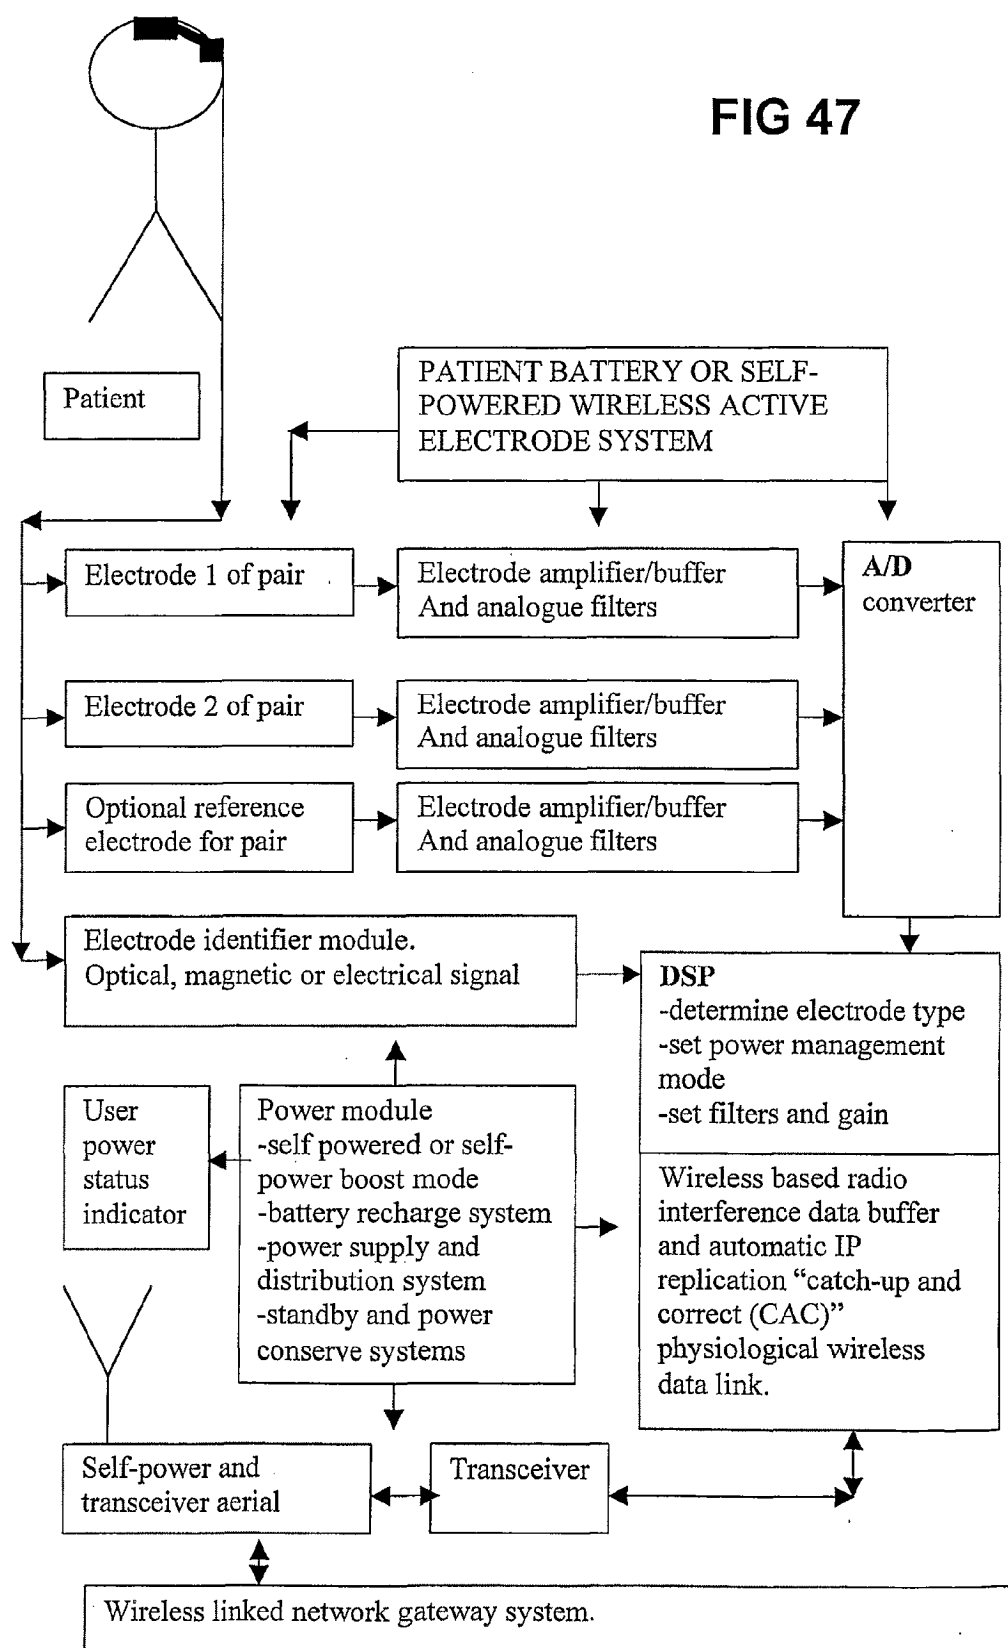 FIG 47
Patient
PATIENT BATTERY OR SELF-
POWERED WIRELESS ACTIVE
ELECTRODE SYSTEM
Electrode 1 of pair
Electrode amplifier/buffer
And analogue filters
A/D
converter
Electrode 2 of pair
Electrode amplifier/buffer
And analogue filters
Optional reference
electrode for pair
Electrode amplifier/buffer
And analogue filters
Electrode identifier module.
Optical, magnetic or electrical signal
DSP
-determine electrode type
-set power management
mode
-set filters and gain
User
power
status
indicator
Power module
-self powered or self-
power boost mode
-battery recharge system
-power supply and
distribution system
-standby and power
conserve systems
Wireless based radio
interference data buffer
and automatic IP
replication “catch-up and
correct (CAC)”
physiological wireless
data link.
Self-power and
transceiver aerial
Transceiver
Wireless linked network gateway system.